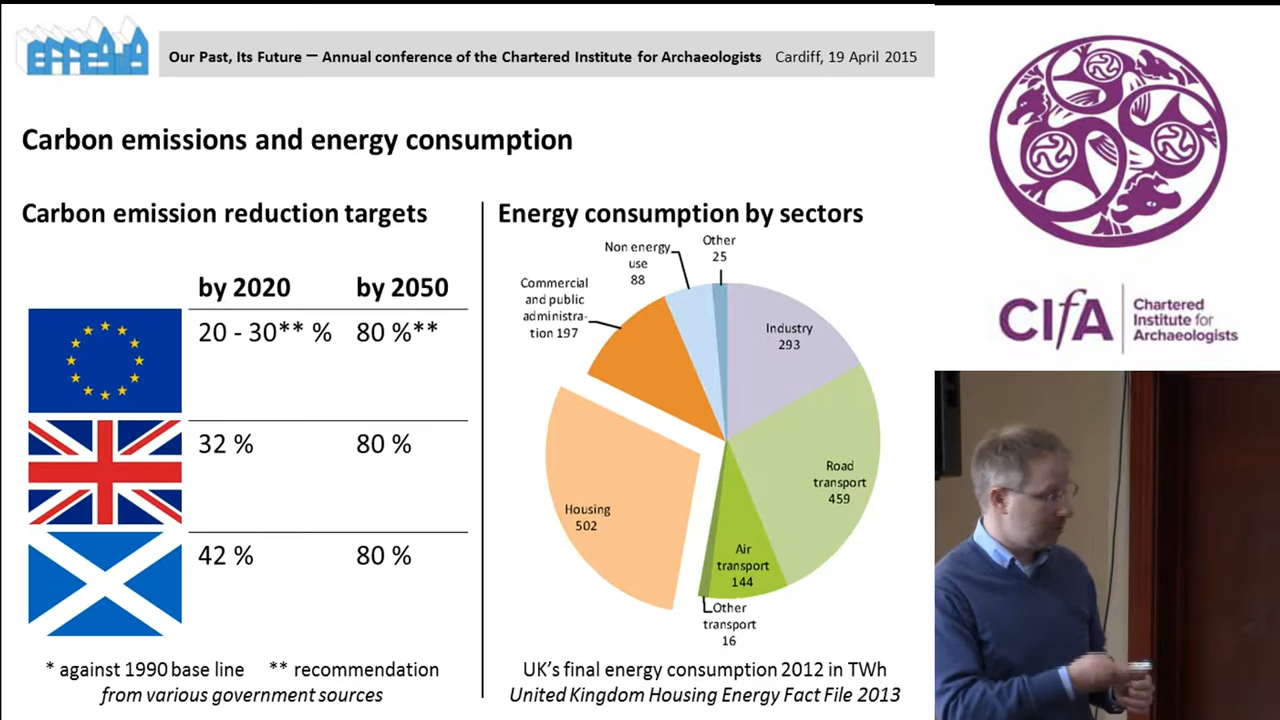 EFFESUS
Our Past, Its Future — Annual conference of the Chartered Institute for Archaeologists Cardiff, 19 April 2015
Carbon emissions and energy consumption
Carbon emission reduction targets
by 2020 by 2050
20 - 30** % 80 %**
32 % 80 %
42 % 80 %
* against 1990 base line ** recommendation
from various government sources
Energy consumption by sectors
Other
25
Non energy
use
88
Commercial
and public
administra-
tion 197
Industry
293
Road
transport
459
Housing
502
Air
transport
144
Other
transport
16
UK's final energy consumption 2012 in TWh
United Kingdom Housing Energy Fact File 2013
CIfA
Chartered
Institute for
Archaeologists